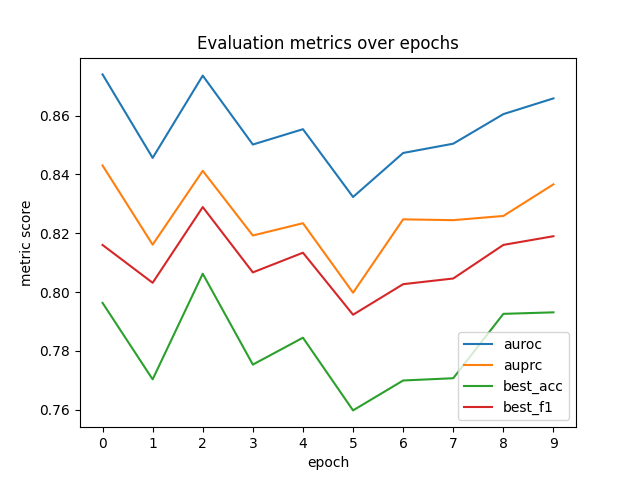 Evaluation metrics over epochs
metric score
0.86
0.84
0.82
0.80
0.78
0.76
auroc
auprc
best_acc
best_f1
0 1 2 3 4 5 6 7 8 9
epoch